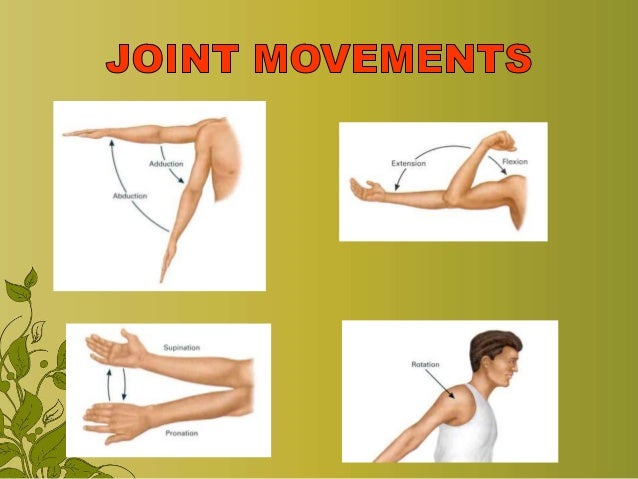 JOINT MOVEMENTS
Adduction
Abduction
Extension
Flexion
Supination
Pronation
Rotation